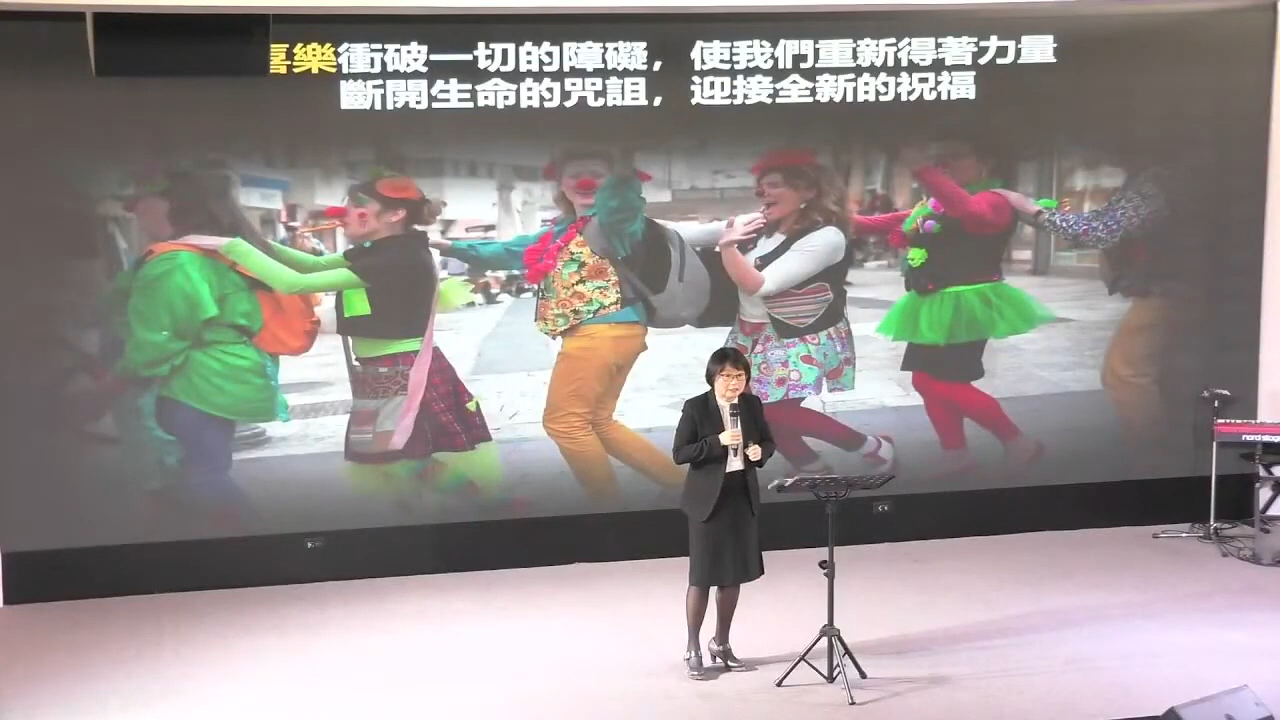 喜樂衝破一切的障礙，使我們重新得著力量
斷開生命的咒詛，迎接全新的祝福